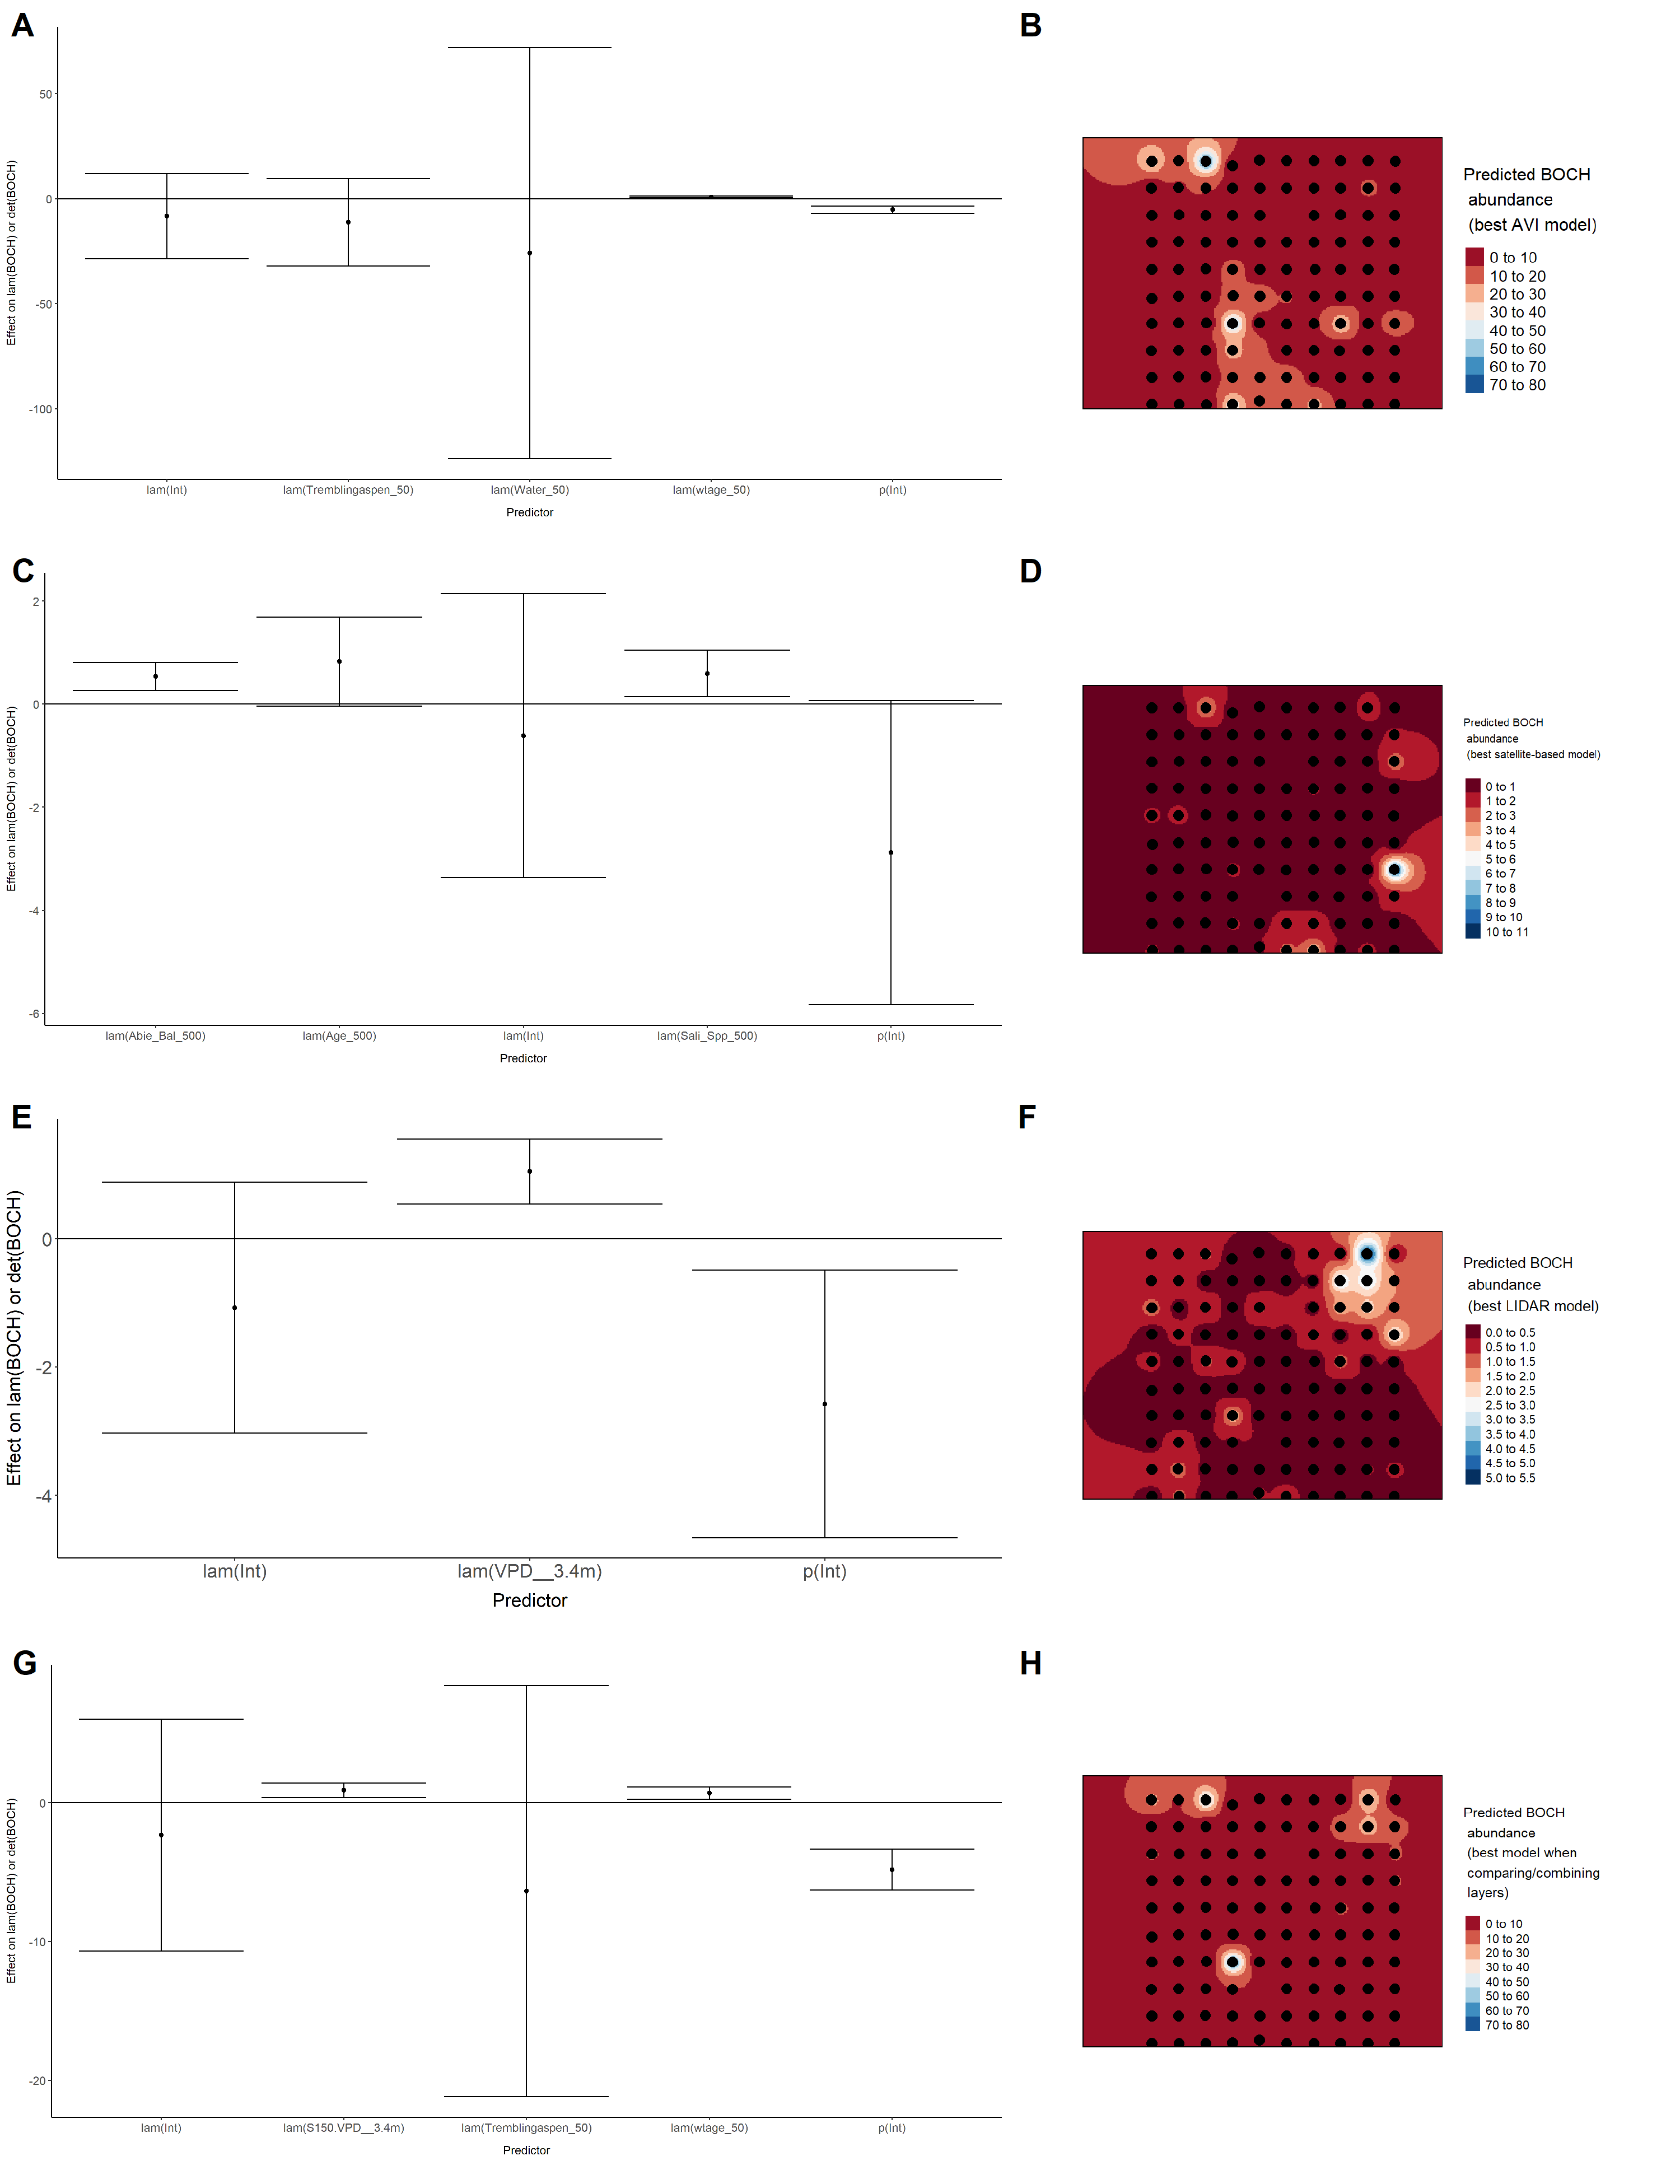 A
Effect on lam(BOCH) or det(BOCH)
50
0
-50
-100
lam(Int)
lam(Tremblingaspen_50)
lam(Water_50)
lam(wtage_50)
p(Int)
Predictor
B
Predicted BOCH
abundance
(best AVI model)
0 to 10
10 to 20
20 to 30
30 to 40
40 to 50
50 to 60
60 to 70
70 to 80
C
Effect on lam(BOCH) or det(BOCH)
2
0
-2
-4
-6
lam(Abie_Bal_500)
lam(Age_500)
lam(Int)
lam(Sali_Spp_500)
p(Int)
Predictor
D
Predicted BOCH
abundance
(best satellite-based model)
0 to 1
1 to 2
2 to 3
3 to 4
4 to 5
5 to 6
6 to 7
7 to 8
8 to 9
9 to 10
10 to 11
E
Effect on lam(BOCH) or det(BOCH)
0
-2
-4
lam(Int)
lam(VPD__3.4m)
p(Int)
Predictor
F
Predicted BOCH
abundance
(best LIDAR model)
0.0 to 0.5
0.5 to 1.0
1.0 to 1.5
1.5 to 2.0
2.0 to 2.5
2.5 to 3.0
3.0 to 3.5
3.5 to 4.0
4.0 to 4.5
4.5 to 5.0
5.0 to 5.5
G
Effect on lam(BOCH) or det(BOCH)
0
-10
-20
lam(Int)
lam(S150.VPD__3.4m)
lam(Tremblingaspen_50)
lam(wtage_50)
p(Int)
Predictor
H
Predicted BOCH
abundance
(best model when
comparing/combining
layers)
0 to 10
10 to 20
20 to 30
30 to 40
40 to 50
50 to 60
60 to 70
70 to 80